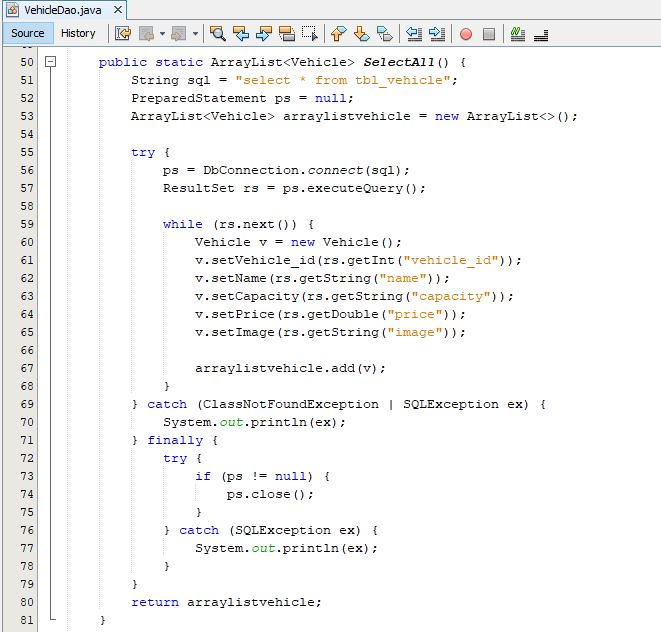 VehicleDao.java
Source History
50 public static ArrayList<Vehicle> SelectAll() {
51 String sql = "select * from tbl_vehicle";
52 PreparedStatement ps = null;
53 ArrayList<Vehicle> arraylistvehicle = new ArrayList<>();
54
55 try {
56 ps = DbConnection.connect(sql);
57 ResultSet rs = ps.executeQuery();
58
59 while (rs.next()) {
60 Vehicle v = new Vehicle();
61 v.setVehicle_id(rs.getInt("vehicle_id"));
62 v.setName(rs.getString("name"));
63 v.setCapacity(rs.getString("capacity"));
64 v.setPrice(rs.getDouble("price"));
65 v.setImage(rs.getString("image"));
66
67 arraylistvehicle.add(v);
68 }
69 } catch (ClassNotFoundException | SQLException ex) {
70 System.out.println(ex);
71 } finally {
72 try {
73 if (ps != null) {
74 ps.close();
75 }
76 } catch (SQLException ex) {
77 System.out.println(ex);
78 }
79 }
80 return arraylistvehicle;
81 }